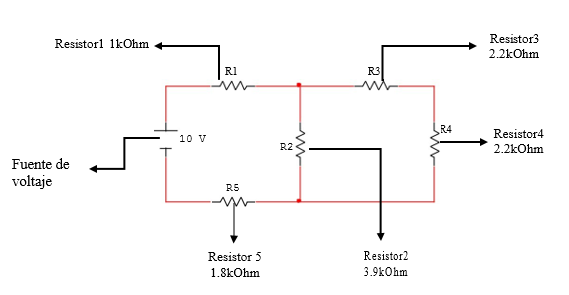 Resistor1 1kOhm
Resistor3
2.2kOhm
R1
R3
10 V
R2
R4
Resistor4
2.2kOhm
Fuente de
voltaje
R5
Resistor 5
1.8kOhm
Resistor2
3.9kOhm